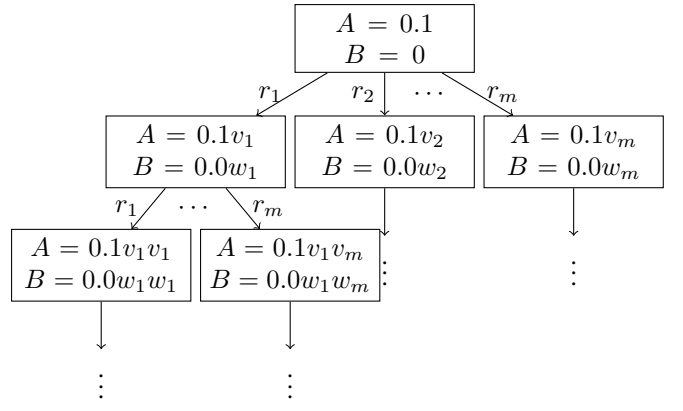 A = 0.1
B = 0
r₁
r₂
⋯
rₘ
A = 0.1v₁
B = 0.0w₁
A = 0.1v₂
B = 0.0w₂
A = 0.1vₘ
B = 0.0wₘ
r₁
⋯
rₘ
A = 0.1v₁v₁
B = 0.0w₁w₁
A = 0.1v₁vₘ
B = 0.0w₁wₘ
⋮
⋮
⋮
⋮